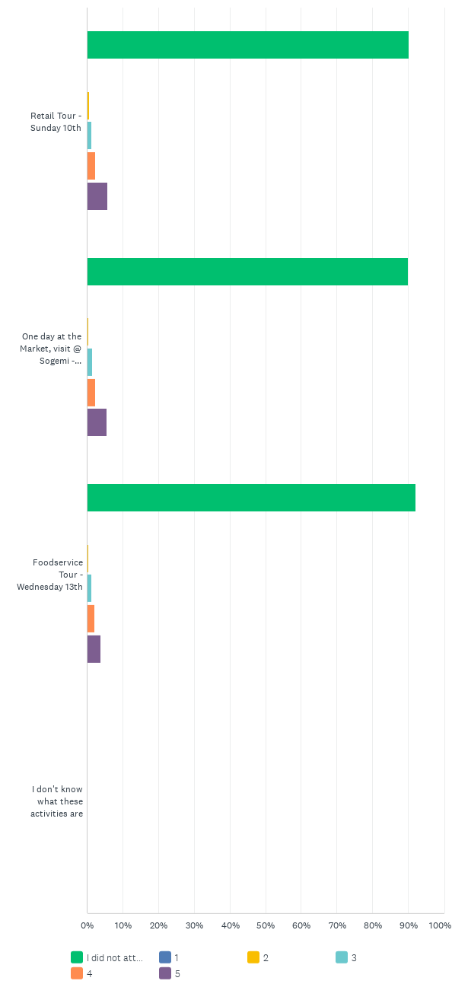 Retail Tour -
Sunday 10th
One day at the
Market, visit @
Sogemi -...
Foodservice
Tour -
Wednesday 13th
I don't know
what these
activities are
0% 10% 20% 30% 40% 50% 60% 70% 80% 90% 100%
I did not att... 1 2 3
4 5